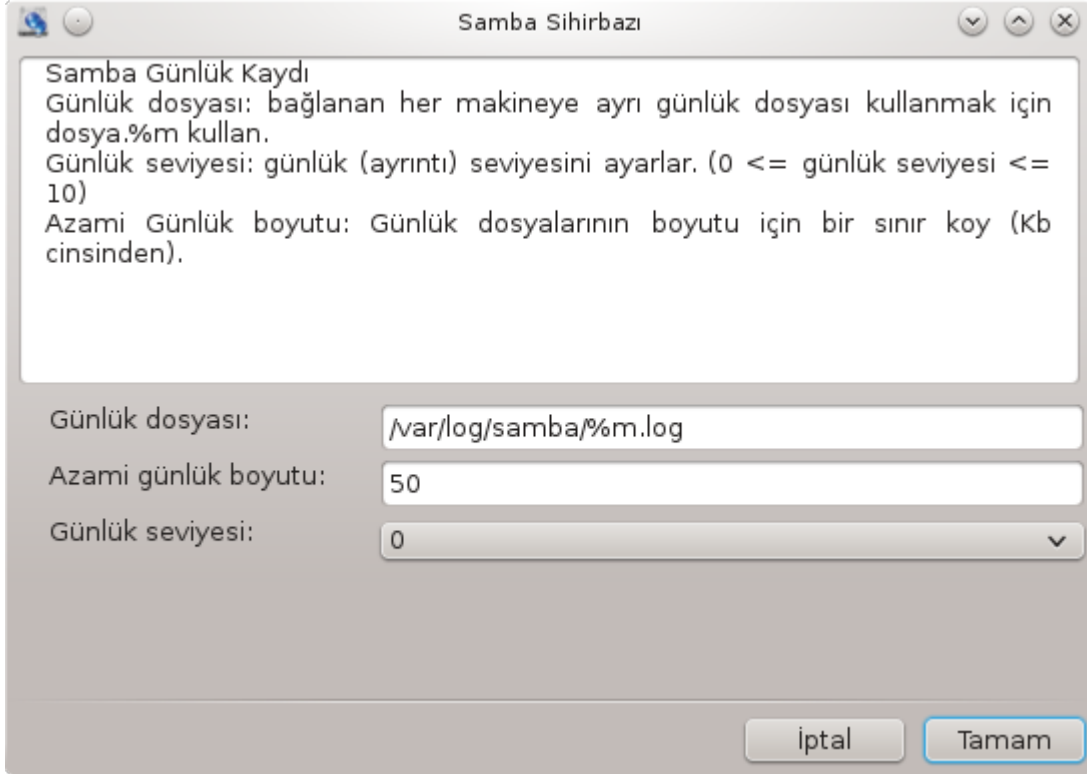 Samba Sihirbazı
Samba Günlük Kaydı
Günlük dosyası: bağlanan her makineye ayrı günlük dosyası kullanmak için
dosya.%m kullan.
Günlük seviyesi: günlük (ayrıntı) seviyesini ayarlar. (0 <= günlük seviyesi <=
10)
Azami Günlük boyutu: Günlük dosyalarının boyutu için bir sınır koy (Kb
cinsinden).
Günlük dosyası:
/var/log/samba/%m.log
Azami günlük boyutu:
50
Günlük seviyesi:
0
İptal
Tamam